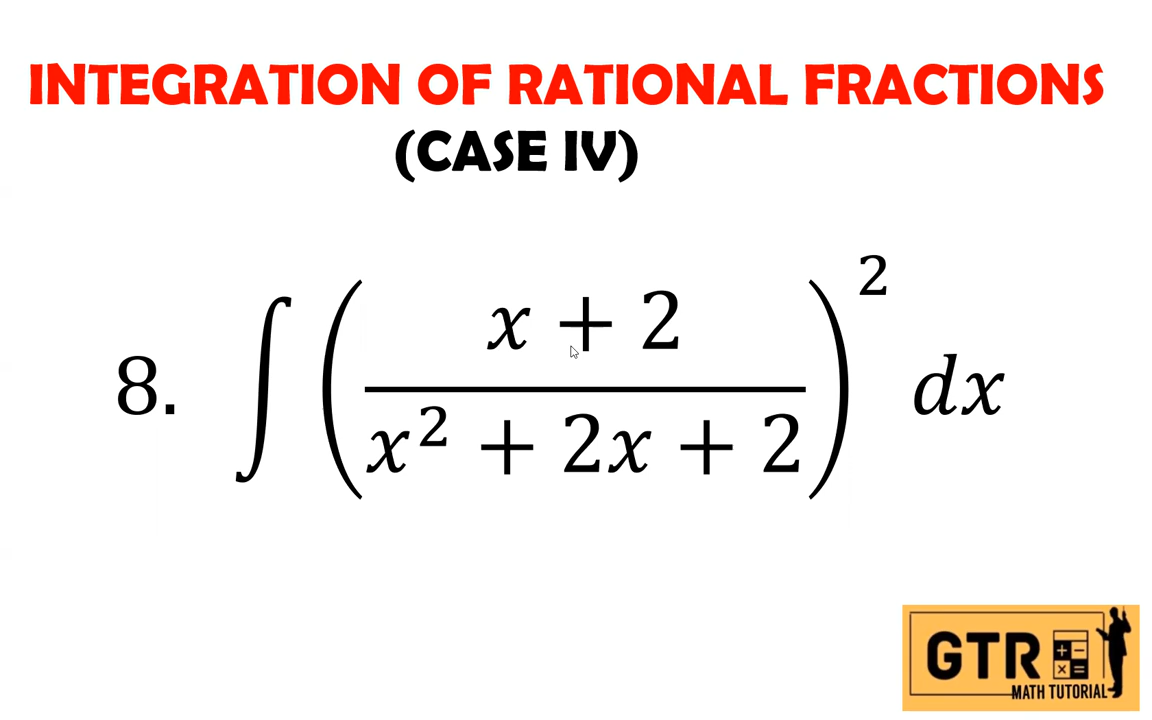 INTEGRATION OF RATIONAL FRACTIONS
(CASE IV)
8. ∫ ( (x + 2) / (x² + 2x + 2) )² dx
GTR
+ −
× =
MATH TUTORIAL